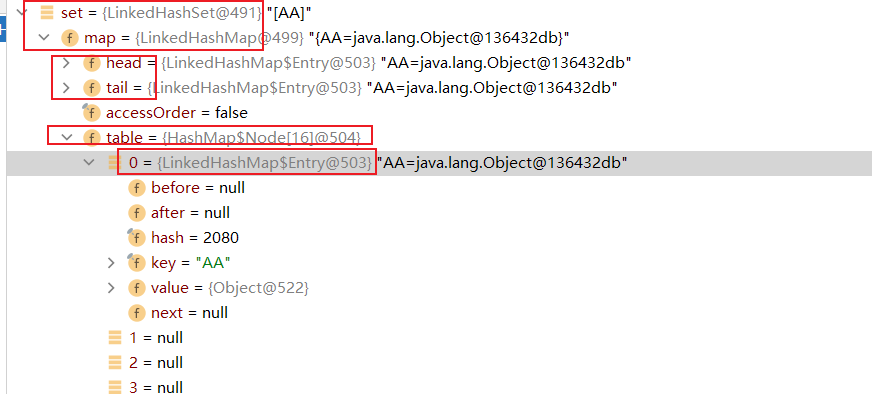 set = {LinkedHashSet@491} "[AA]"
f map = {LinkedHashMap@499} "{AA=java.lang.Object@136432db}"
f head = {LinkedHashMap$Entry@503} "AA=java.lang.Object@136432db"
f tail = {LinkedHashMap$Entry@503} "AA=java.lang.Object@136432db"
f accessOrder = false
f table = {HashMap$Node[16]@504}
0 = {LinkedHashMap$Entry@503} "AA=java.lang.Object@136432db"
f before = null
f after = null
f hash = 2080
f key = "AA"
f value = {Object@522}
f next = null
1 = null
2 = null
3 = null